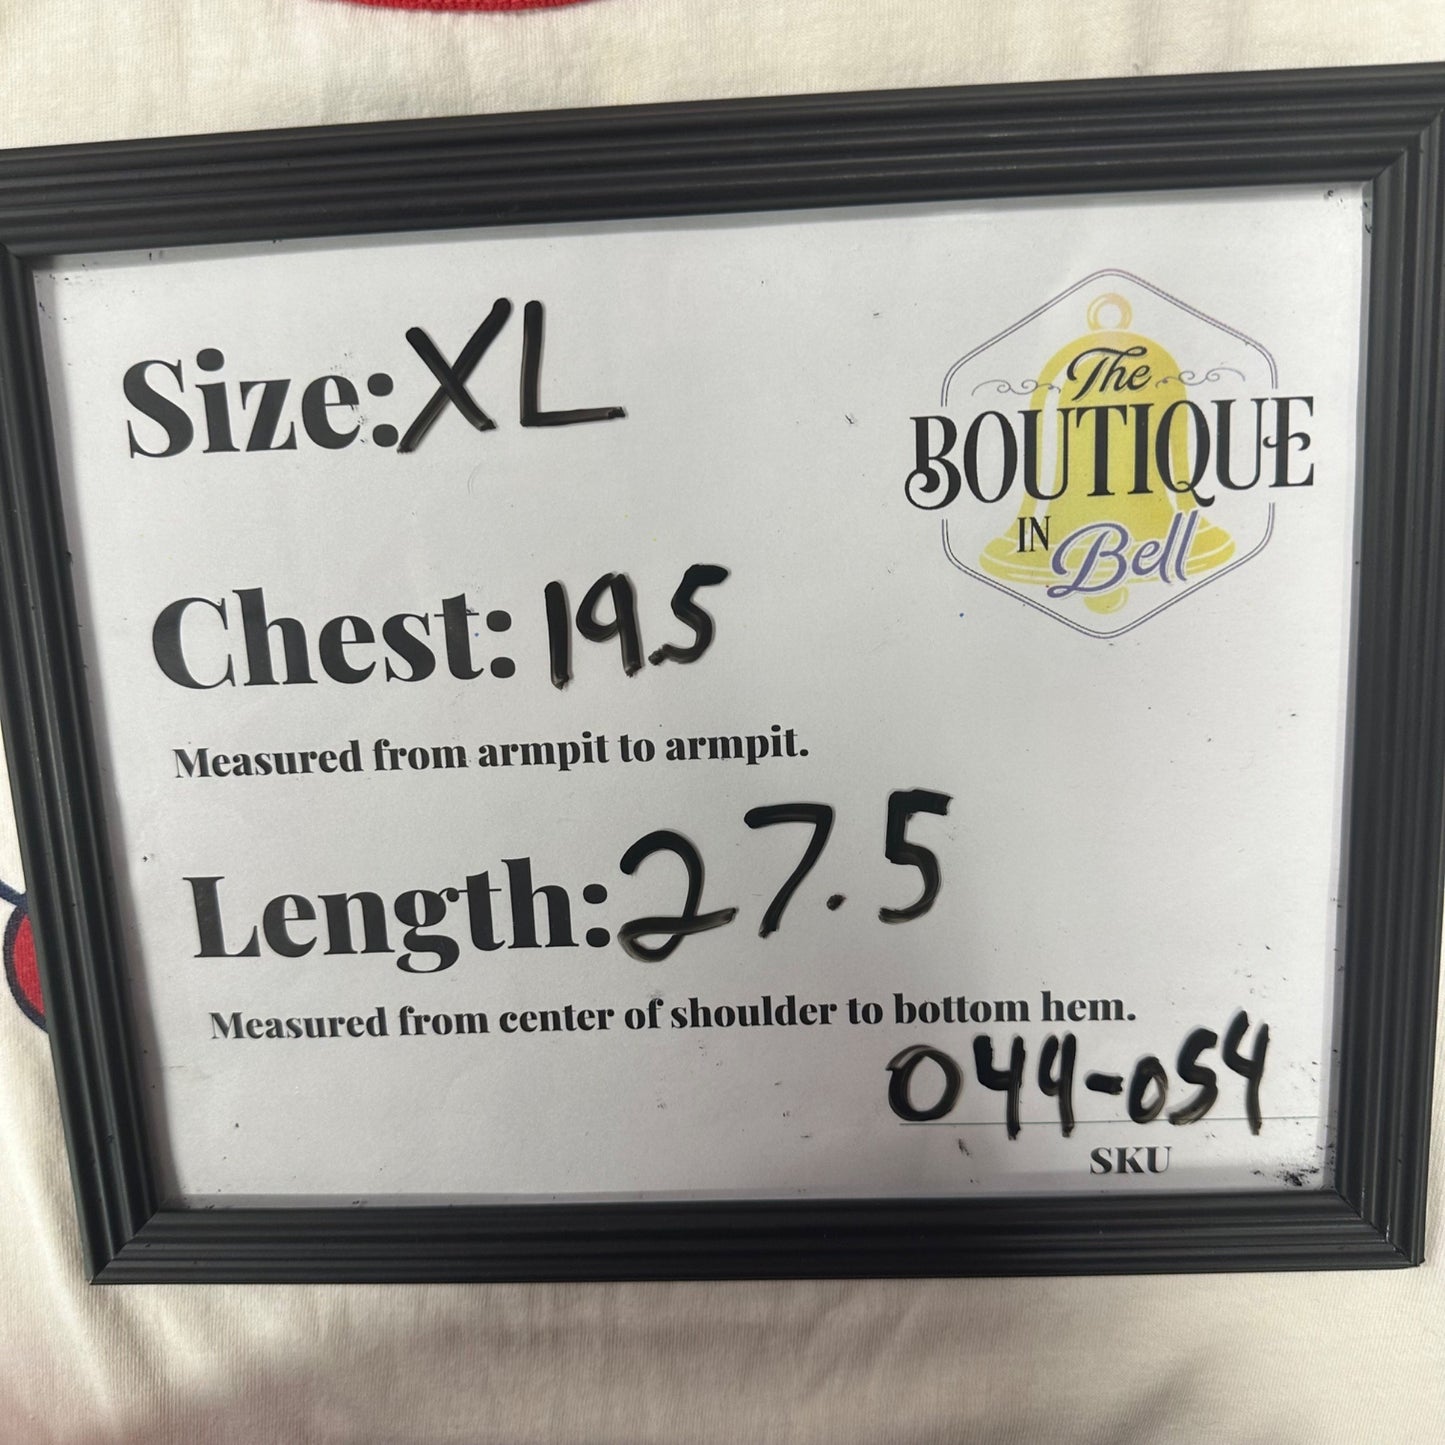 Size: XL
The
BOUTIQUE
IN Bell
Chest: 19.5
Measured from armpit to armpit.
Length: 27.5
Measured from center of shoulder to bottom hem.
044-054
SKU